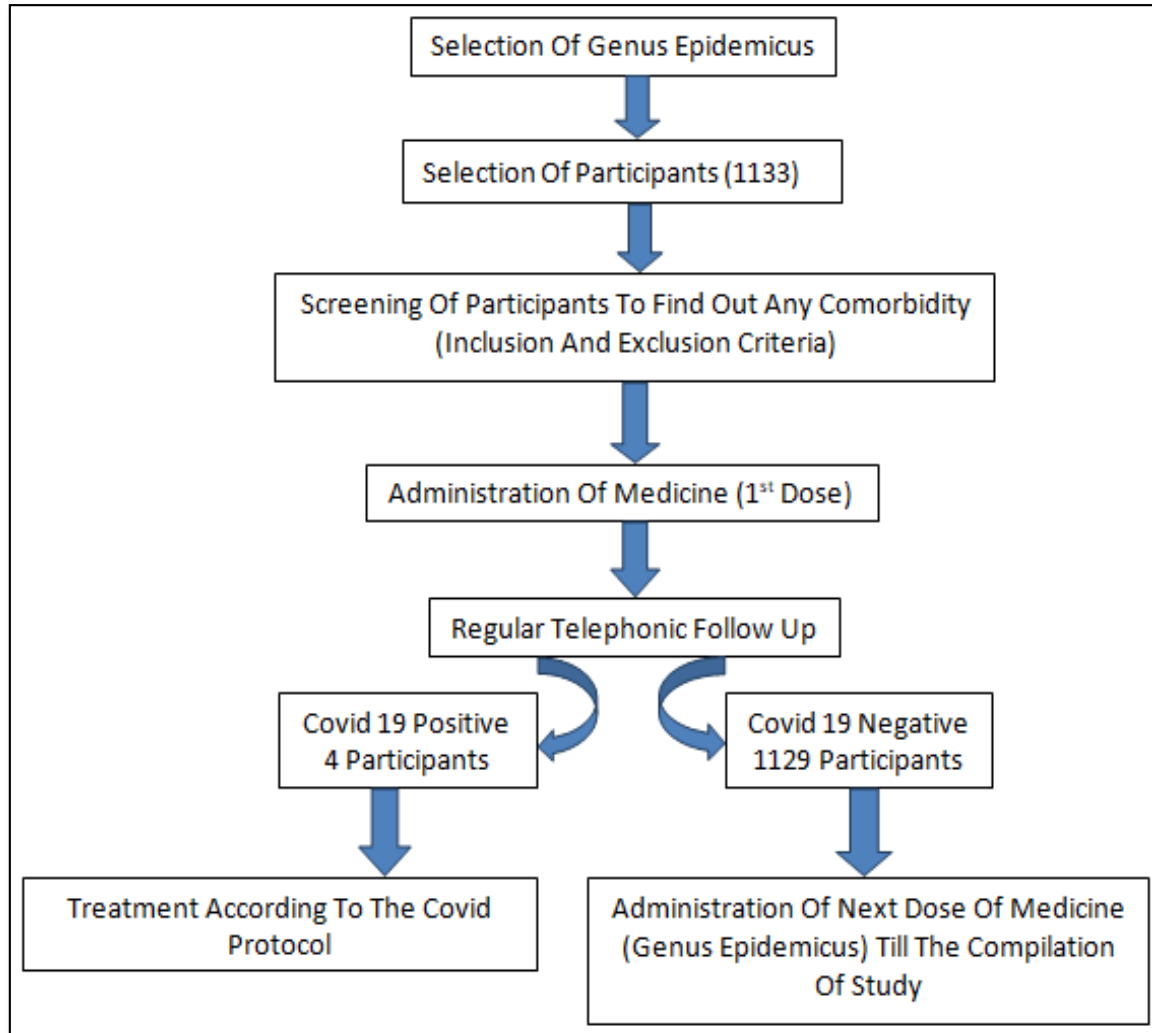 Selection Of Genus Epidemicus
Selection Of Participants (1133)
Screening Of Participants To Find Out Any Comorbidity
(Inclusion And Exclusion Criteria)
Administration Of Medicine (1st Dose)
Regular Telephonic Follow Up
Covid 19 Positive
4 Participants
Covid 19 Negative
1129 Participants
Treatment According To The Covid
Protocol
Administration Of Next Dose Of Medicine
(Genus Epidemicus) Till The Compilation
Of Study